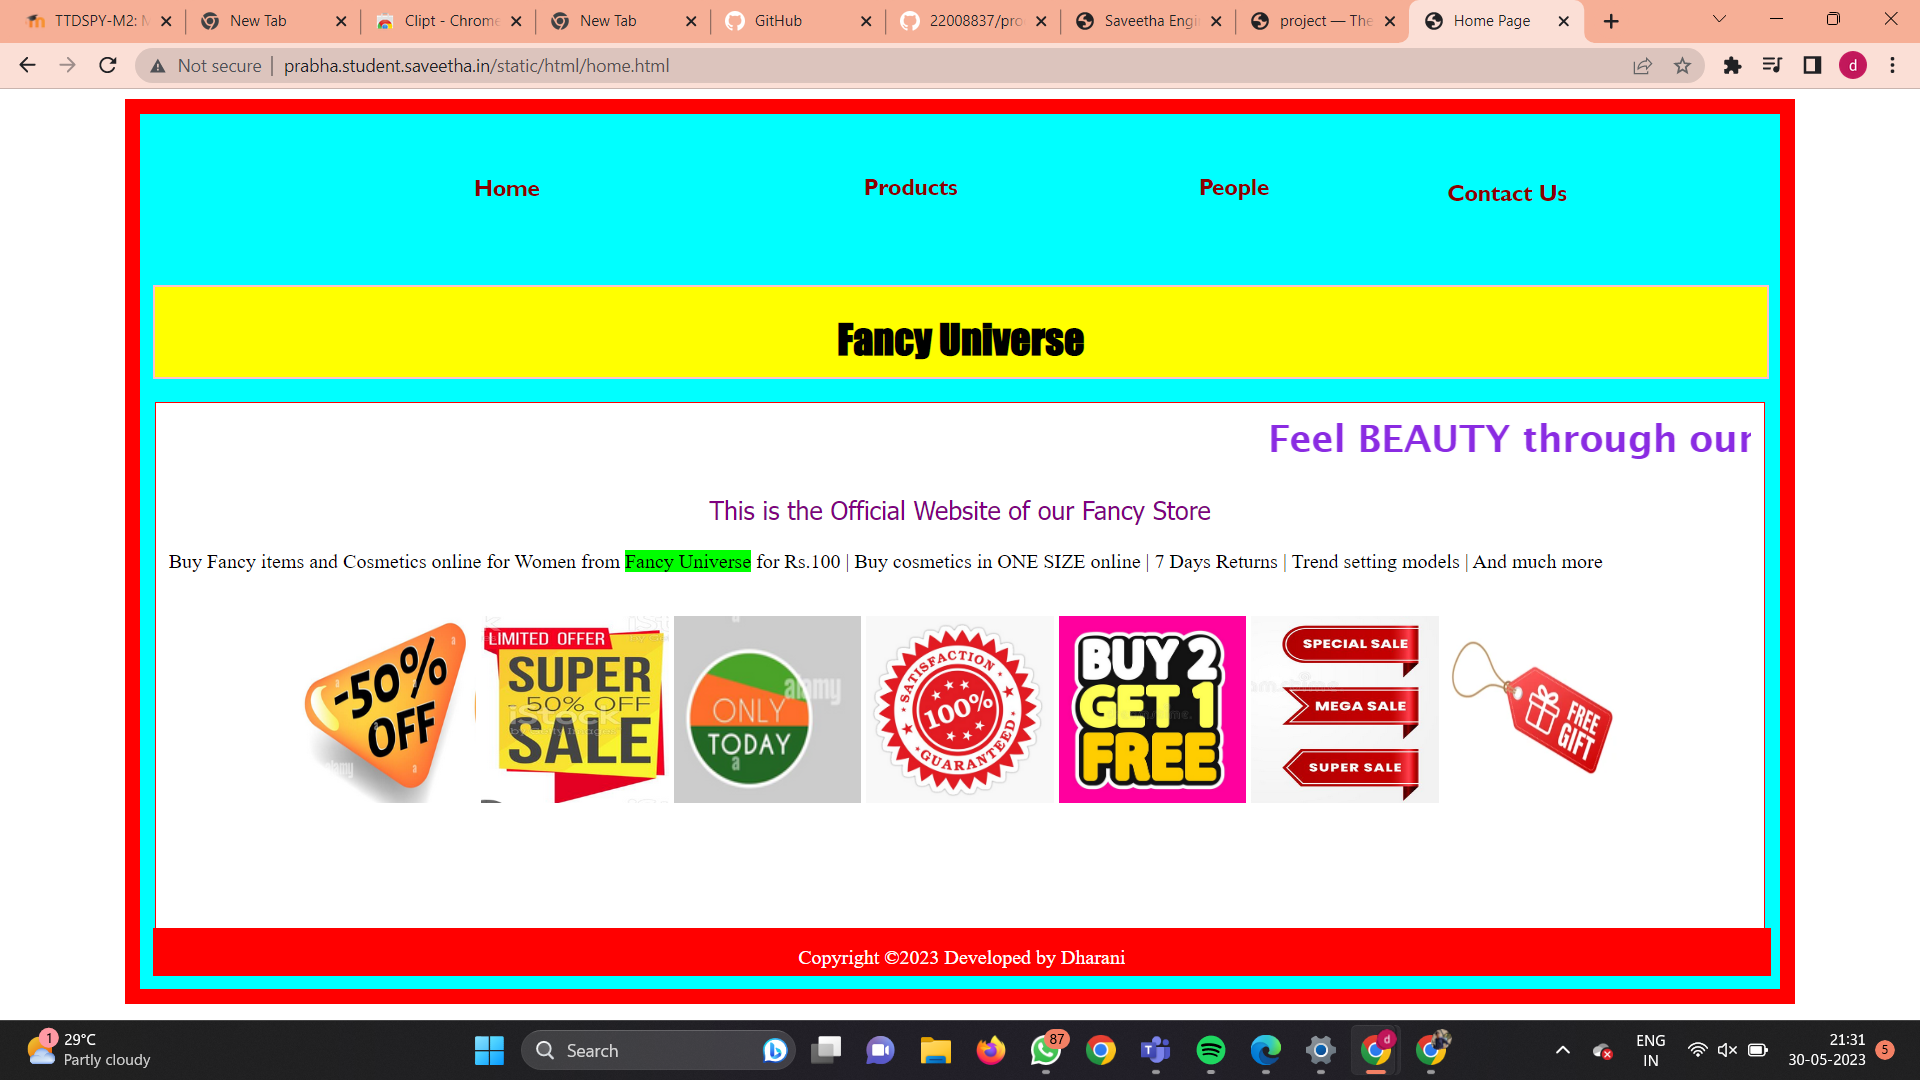 TTDSPY-M2: M
New Tab
Clipt - Chrome
New Tab
GitHub
22008837/pro
Saveetha Engi
project — The
Home Page
Not secure | prabha.student.saveetha.in/static/html/home.html
d
Home
Products
People
Contact Us
Fancy Universe
Feel BEAUTY through our
This is the Official Website of our Fancy Store
Buy Fancy items and Cosmetics online for Women from Fancy Universe for Rs.100 | Buy cosmetics in ONE SIZE online | 7 Days Returns | Trend setting models | And much more
-50%
OFF
alamy
LIMITED OFFER
SUPER
50% OFF
iStock
SALE
alamy
ONLY
TODAY
SATISFACTION
100%
GUARANTEED
BUY 2
GET 1
FREE
SPECIAL SALE
MEGA SALE
SUPER SALE
FREE
GIFT
Copyright ©2023 Developed by Dharani
1
29°C
Partly cloudy
Search
87
d
ENG
IN
21:31
30-05-2023
5